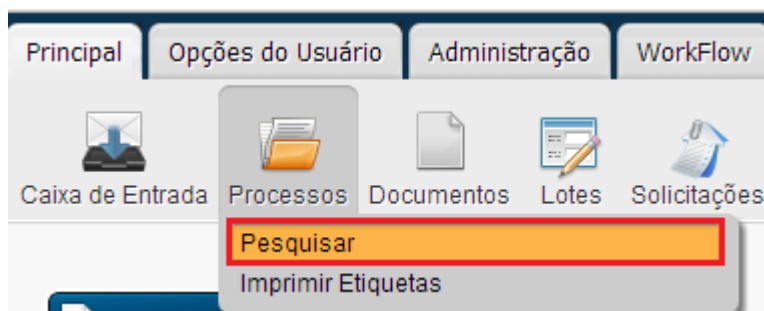 Principal Opções do Usuário Administração WorkFlow
Caixa de Entrada Processos Documentos Lotes Solicitações
Pesquisar
Imprimir Etiquetas